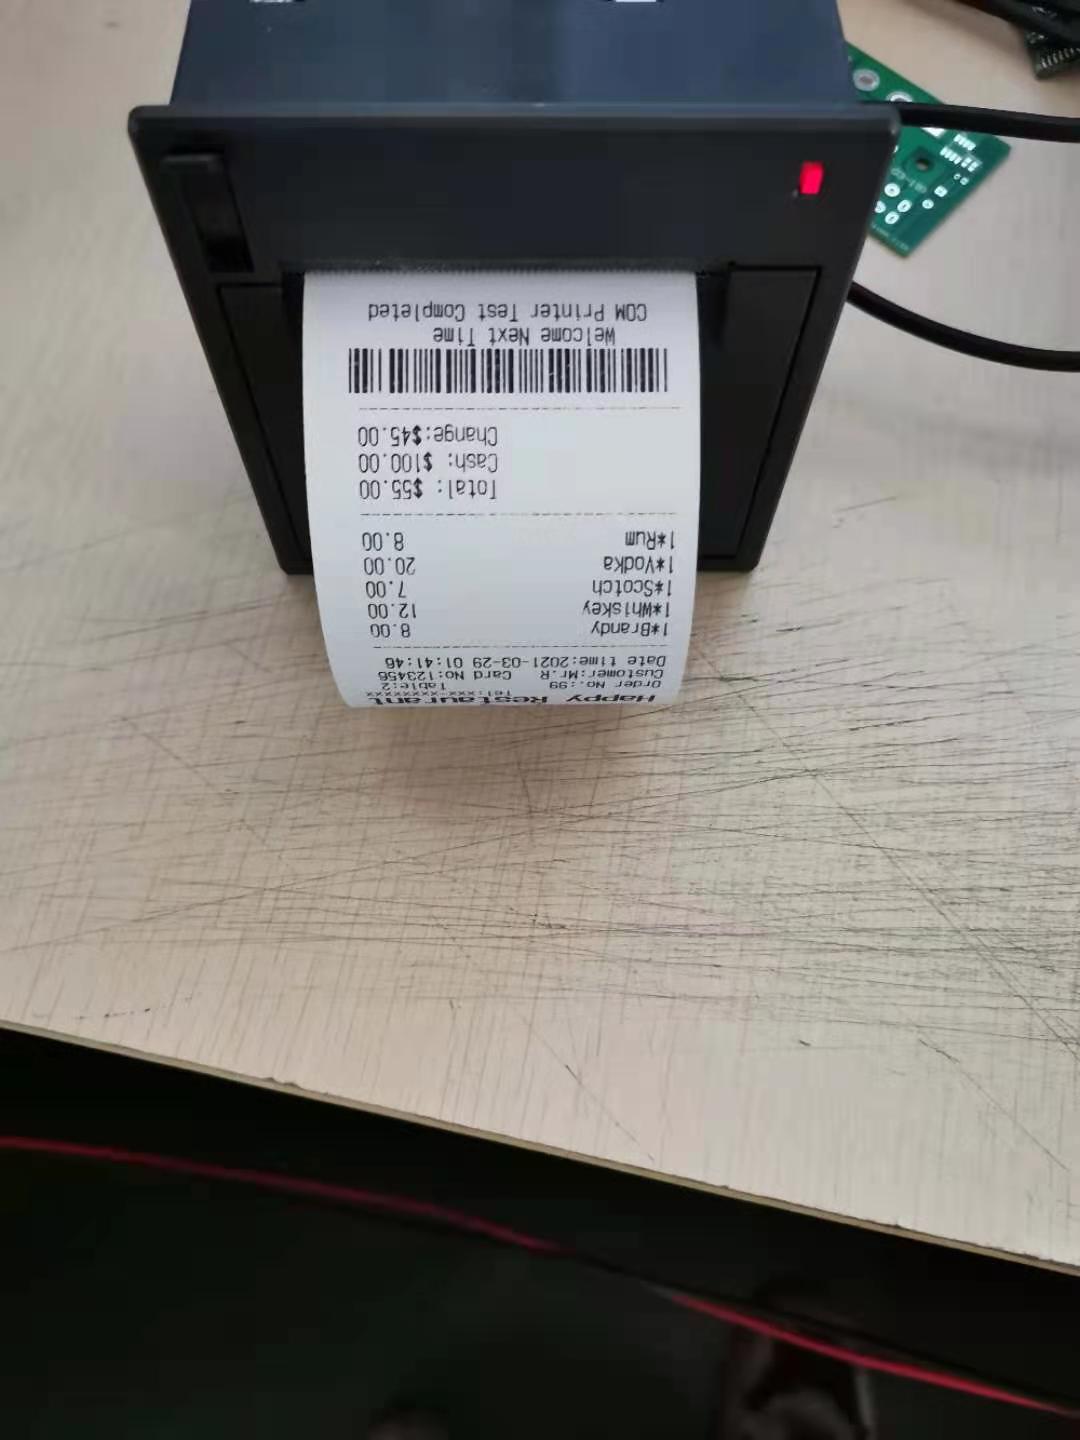 Happy Restaurant
Tel:xxx-xxxxxx
Order No.:99 Table:2
Customer:Mr.R Card No:123456
Date time:2021-03-29 01:41:46
1*Brandy 8.00
1*Whiskey 12.00
1*Scotch 7.00
1*Vodka 20.00
1*Rum 8.00
Total: $55.00
Cash: $100.00
Change:$45.00
Welcome Next Time
COM Printer Test Completed